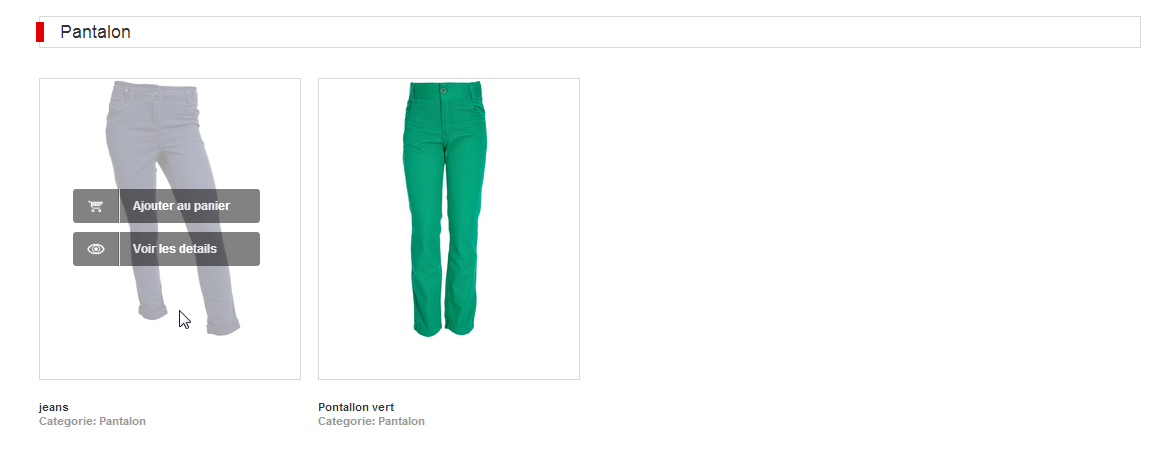 Pantalon
Ajouter au panier
Voir les details
jeans
Categorie: Pantalon
Pontallon vert
Categorie: Pantalon